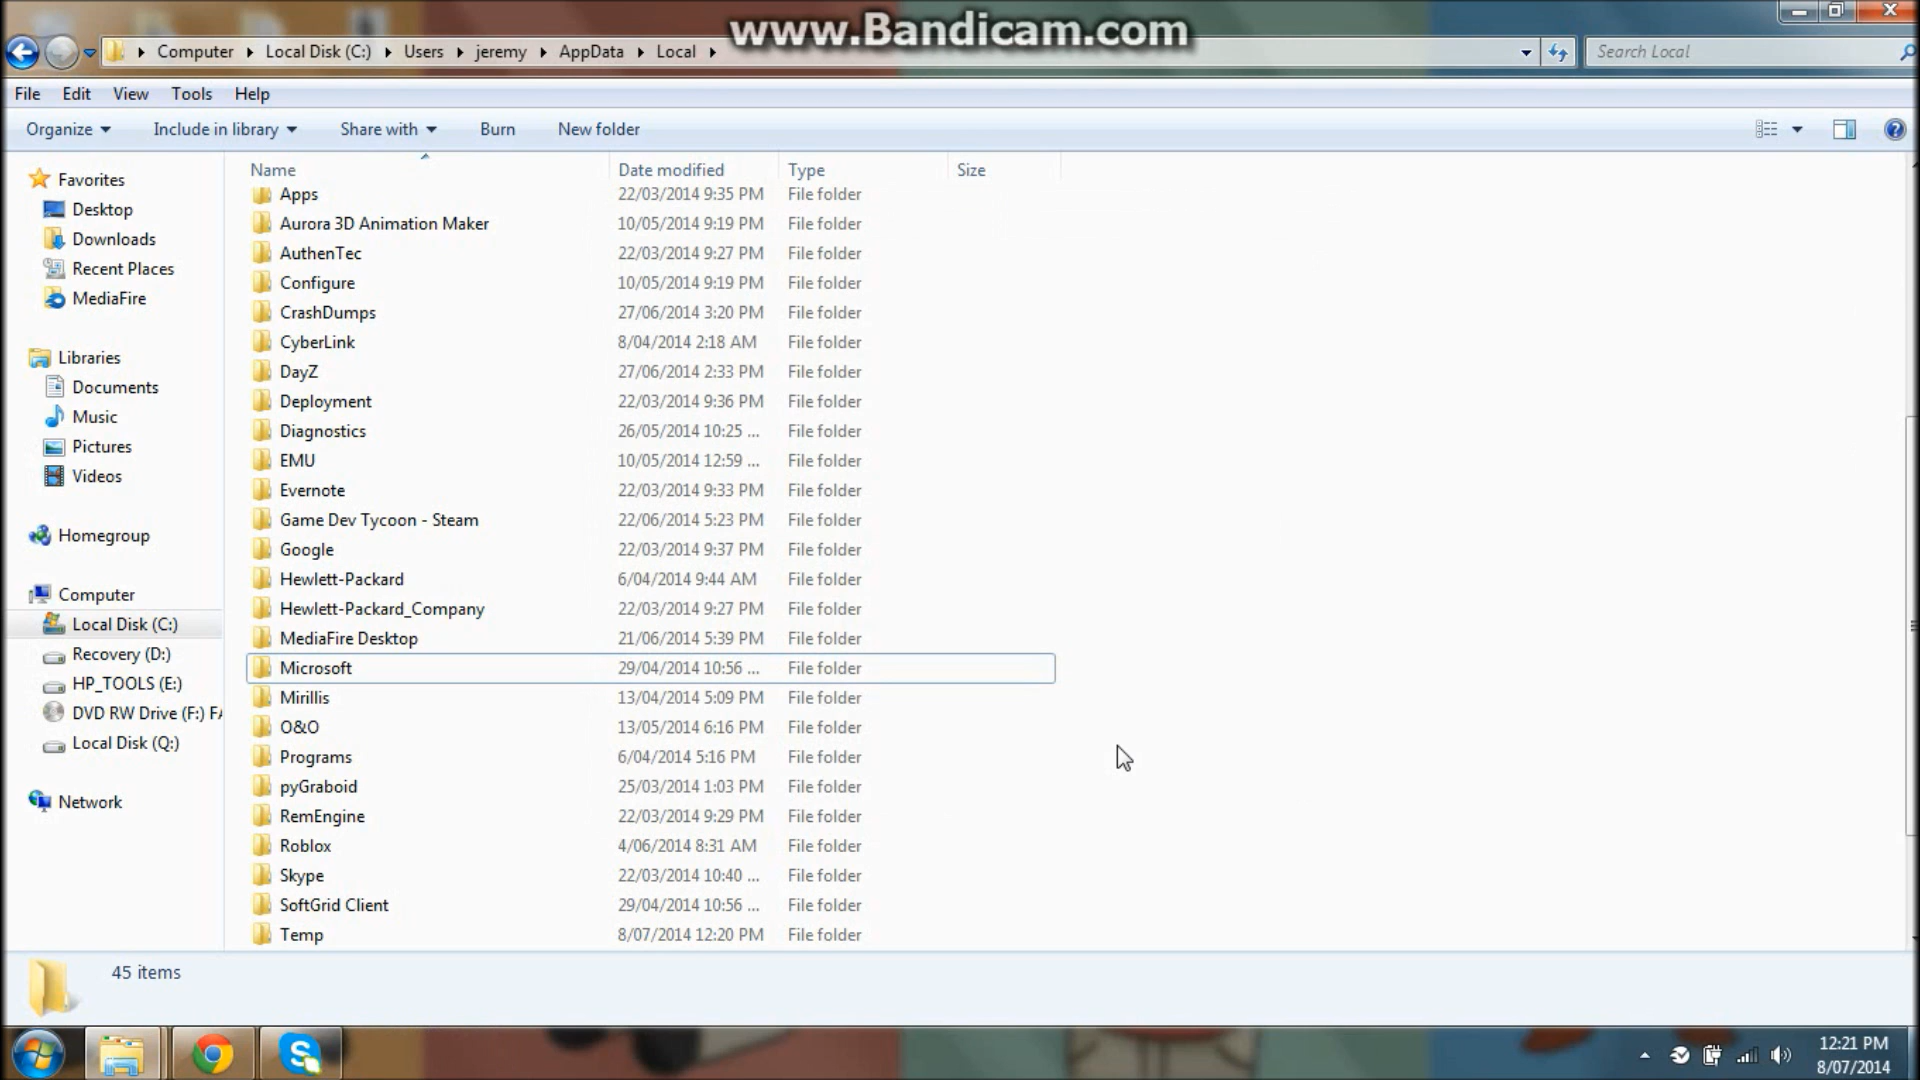 www.Bandicam.com
Computer Local Disk (C:) Users jeremy AppData Local
Search Local
File Edit View Tools Help
Organize Include in library Share with Burn New folder
Name Date modified Type Size
Favorites
Desktop
Downloads
Recent Places
MediaFire
Libraries
Documents
Music
Pictures
Videos
Homegroup
Computer
Local Disk (C:)
Recovery (D:)
HP_TOOLS (E:)
DVD RW Drive (F:) FA
Local Disk (Q:)
Network
Apps 22/03/2014 9:35 PM File folder
Aurora 3D Animation Maker 10/05/2014 9:19 PM File folder
AuthenTec 22/03/2014 9:27 PM File folder
Configure 10/05/2014 9:19 PM File folder
CrashDumps 27/06/2014 3:20 PM File folder
CyberLink 8/04/2014 2:18 AM File folder
DayZ 27/06/2014 2:33 PM File folder
Deployment 22/03/2014 9:36 PM File folder
Diagnostics 26/05/2014 10:25 ... File folder
EMU 10/05/2014 12:59 ... File folder
Evernote 22/03/2014 9:33 PM File folder
Game Dev Tycoon - Steam 22/06/2014 5:23 PM File folder
Google 22/03/2014 9:37 PM File folder
Hewlett-Packard 6/04/2014 9:44 AM File folder
Hewlett-Packard_Company 22/03/2014 9:27 PM File folder
MediaFire Desktop 21/06/2014 5:39 PM File folder
Microsoft 29/04/2014 10:56 ... File folder
Mirillis 13/04/2014 5:09 PM File folder
O&O 13/05/2014 6:16 PM File folder
Programs 6/04/2014 5:16 PM File folder
pyGraboid 25/03/2014 1:03 PM File folder
RemEngine 22/03/2014 9:29 PM File folder
Roblox 4/06/2014 8:31 AM File folder
Skype 22/03/2014 10:40 ... File folder
SoftGrid Client 29/04/2014 10:56 ... File folder
Temp 8/07/2014 12:20 PM File folder
45 items
12:21 PM
8/07/2014